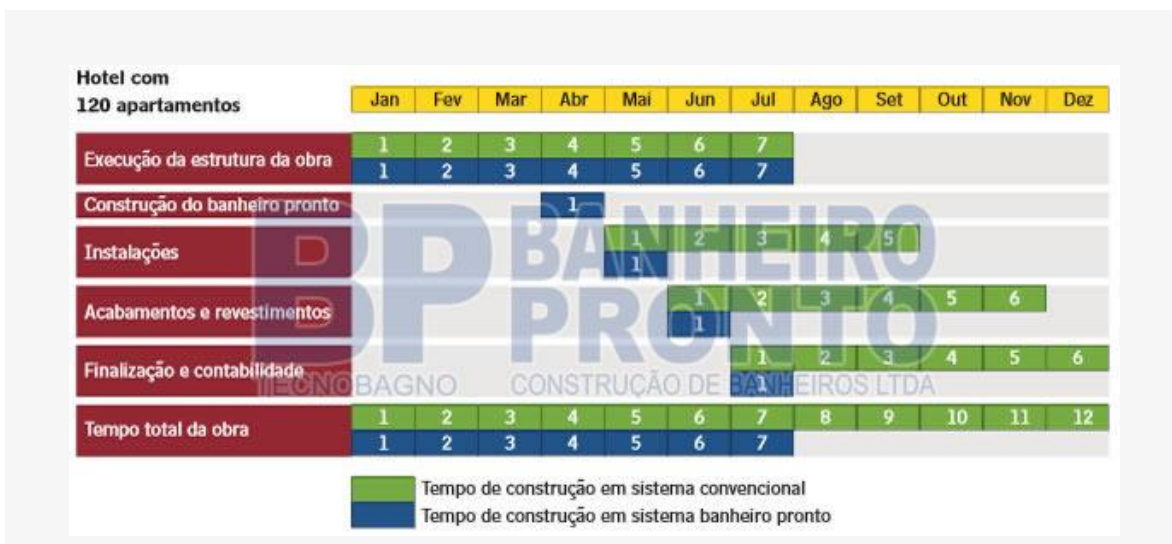 Hotel com
120 apartamentos
Jan Fev Mar Abr Mai Jun Jul Ago Set Out Nov Dez
Execução da estrutura da obra
1 2 3 4 5 6 7
1 2 3 4 5 6 7
Construção do banheiro pronto
1
Instalações
1 2 3 4 5
1
Acabamentos e revestimentos
1 2 3 4 5 6
1
Finalização e contabilidade
1 2 3 4 5 6
1
Tempo total da obra
1 2 3 4 5 6 7 8 9 10 11 12
1 2 3 4 5 6 7
BP BANHEIRO
PRONTO
TECNOBAGNO CONSTRUÇÃO DE BANHEIROS LTDA
Tempo de construção em sistema convencional
Tempo de construção em sistema banheiro pronto